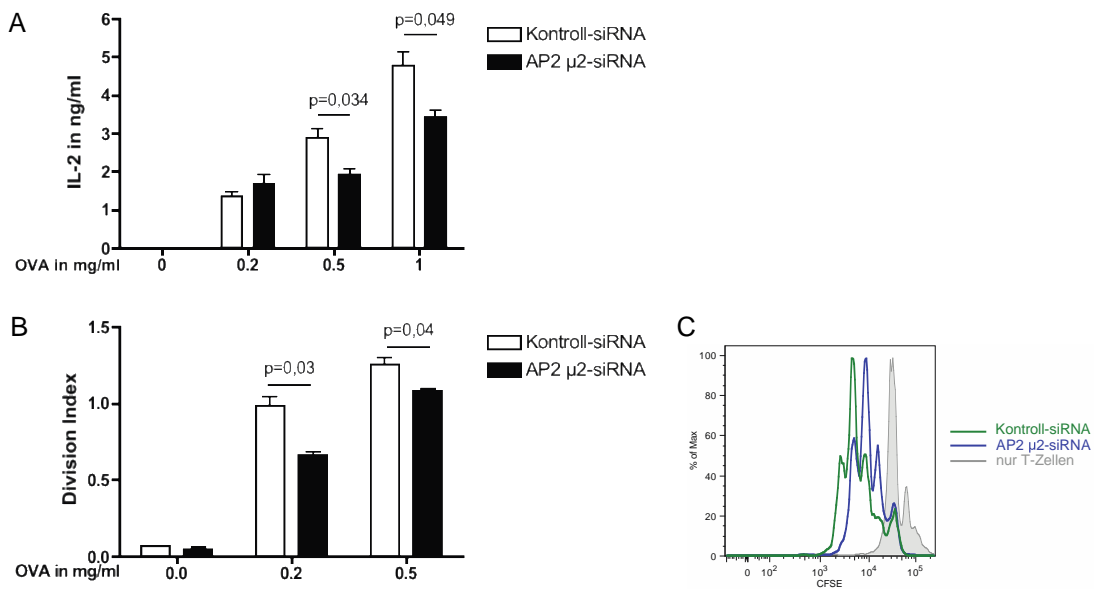 A
6
5
4
3
2
1
0
IL-2 in ng/ml
p=0,034
p=0,049
OVA in mg/ml 0 0.2 0.5 1
Kontroll-siRNA
AP2 µ2-siRNA
B
1.5
1.0
0.5
0.0
Division Index
p=0,03
p=0,04
OVA in mg/ml 0.0 0.2 0.5
Kontroll-siRNA
AP2 µ2-siRNA
C
100
80
60
40
20
0
% of Max
0 10² 10³ 10⁴ 10⁵
CFSE
Kontroll-siRNA
AP2 µ2-siRNA
nur T-Zellen